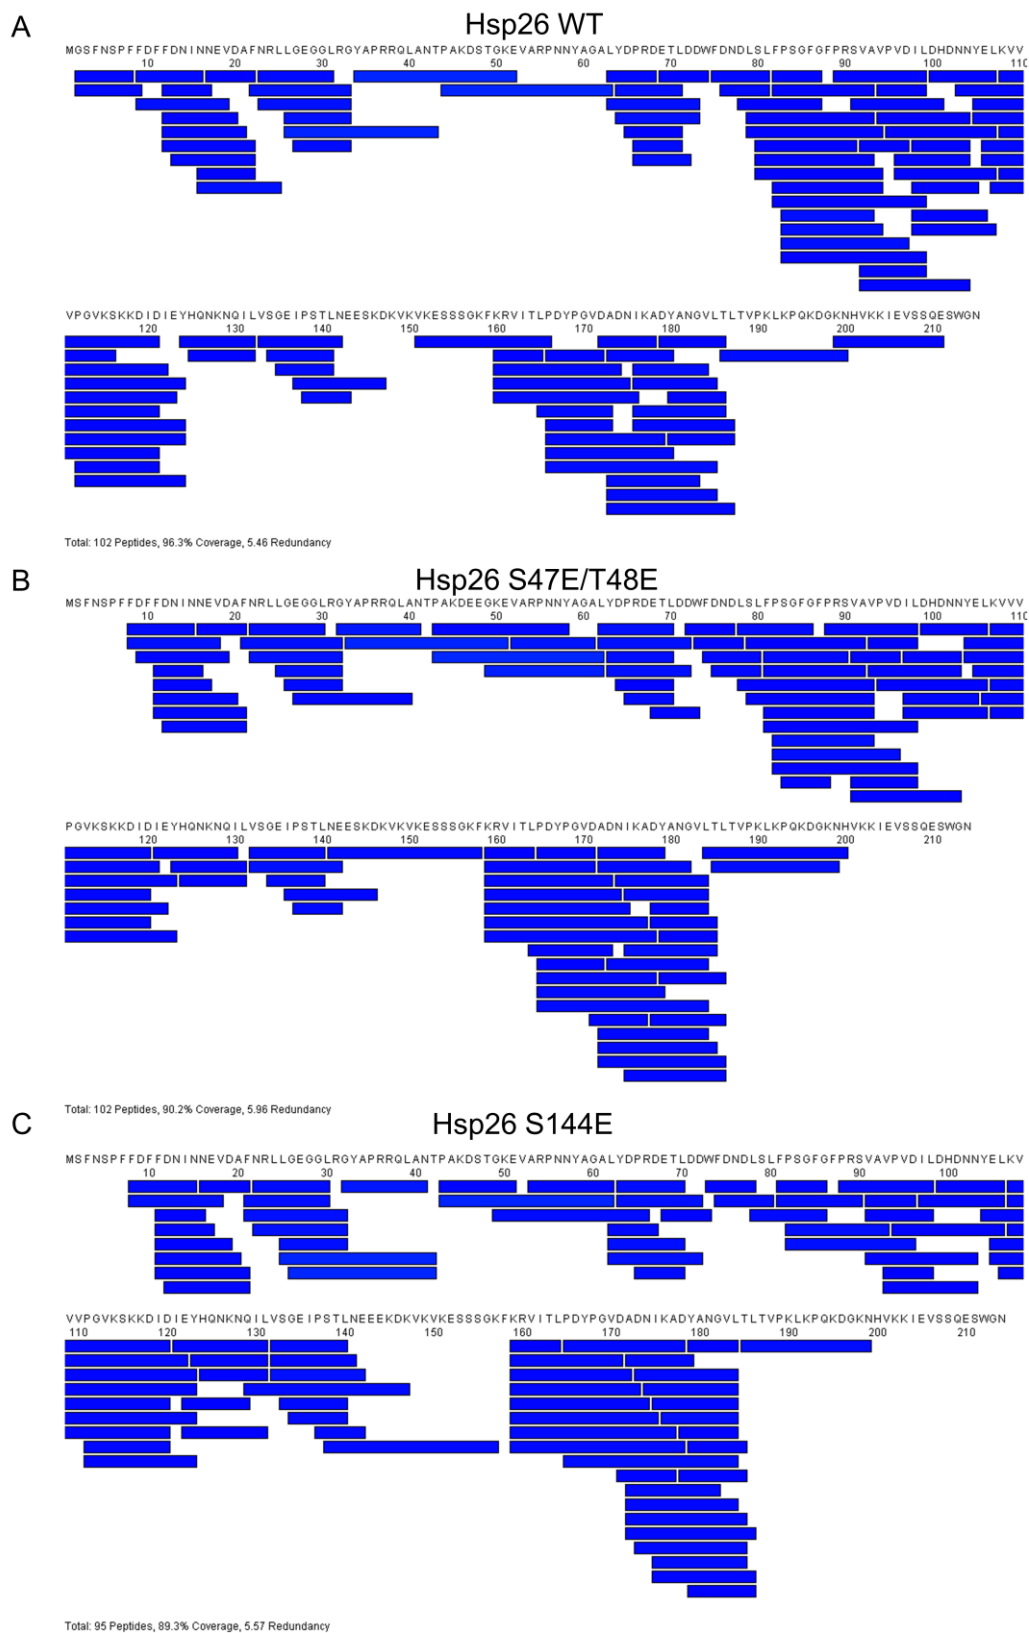 A
Hsp26 WT
MGSFNSPFFDFFDNINNEVDAFNRLLGEGGLRGYAPRRQLANTPAKDSTGKEVARPNNYAGALYDPRDETLDDWFDNDLSLFPSGFGFPRSVAVPVDILDHDNNYELKVV
10 20 30 40 50 60 70 80 90 100 110
VPGVKSKKDIDIEYHQNKNQILVSGEIPSTLNEESKDKVKVKESSSGKFKRVITLPDYPGVDADNIKADYANGVLTLTVPKLKPQKDGKNHVKKIEVSSQESWGN
120 130 140 150 160 170 180 190 200 210
Total: 102 Peptides, 96.3% Coverage, 5.46 Redundancy
B
Hsp26 S47E/T48E
MSFNSPFFDFFDNINNEVDAFNRLLGEGGLRGYAPRRQLANTPAKDEEGKEVARPNNYAGALYDPRDETLDDWFDNDLSLFPSGFGFPRSVAVPVDILDHDNNYELKVVV
10 20 30 40 50 60 70 80 90 100 110
PGVKSKKDIDIEYHQNKNQILVSGEIPSTLNEESKDKVKVKESSSGKFKRVITLPDYPGVDADNIKADYANGVLTLTVPKLKPQKDGKNHVKKIEVSSQESWGN
120 130 140 150 160 170 180 190 200 210
Total: 102 Peptides, 90.2% Coverage, 5.96 Redundancy
C
Hsp26 S144E
MSFNSPFFDFFDNINNEVDAFNRLLGEGGLRGYAPRRQLANTPAKDSTGKEVARPNNYAGALYDPRDETLDDWFDNDLSLFPSGFGFPRSVAVPVDILDHDNNYELKV
10 20 30 40 50 60 70 80 90 100
VVPGVKSKKDIDIEYHQNKNQILVSGEIPSTLNEEEKDKVKVKESSSGKFKRVITLPDYPGVDADNIKADYANGVLTLTVPKLKPQKDGKNHVKKIEVSSQESWGN
110 120 130 140 150 160 170 180 190 200 210
Total: 95 Peptides, 89.3% Coverage, 5.57 Redundancy